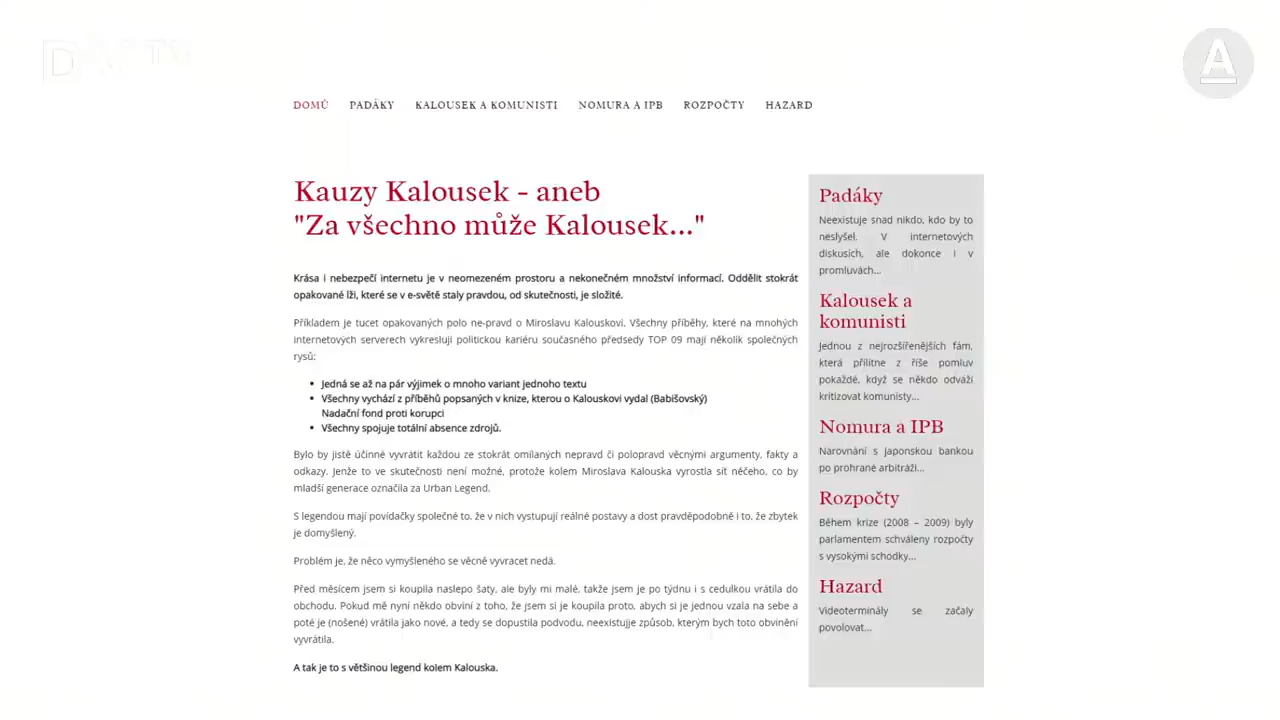 A
DOMŮ PADÁKY KALOUSEK A KOMUNISTI NOMURA A IPB ROZPOČTY HAZARD
Kauzy Kalousek - aneb
"Za všechno může Kalousek..."
Krása i nebezpečí internetu je v neomezeném prostoru a nekonečném množství informací. Oddělit stokrát
opakované lži, které se v e-světě staly pravdou, od skutečnosti, je složité.
Příkladem je tucet opakovaných polo ne-pravd o Miroslavu Kalouskovi. Všechny příběhy, které na mnohých
internetových serverech vykreslují politickou kariéru současného předsedy TOP 09 mají několik společných
rysů:
• Jedná se až na pár výjimek o mnoho variant jednoho textu
• Všechny vychází z příběhů popsaných v knize, kterou o Kalouskovi vydal (Babišovský)
Nadační fond proti korupci
• Všechny spojuje totální absence zdrojů.
Bylo by jistě účinné vyvrátit každou ze stokrát omílaných nepravd či polopravd věcnými argumenty, fakty a
odkazy. Jenže to ve skutečnosti není možné, protože kolem Miroslava Kalouska vyrostla síť něčeho, co by
mladší generace označila za Urban Legend.
S legendou mají povídačky společné to, že v nich vystupují reálné postavy a dost pravděpodobně i to, že zbytek
je domyšlený.
Problém je, že něco vymyšleného se věcně vyvracet nedá.
Před měsícem jsem si koupila naslepo šaty, ale byly mi malé, takže jsem je po týdnu i s cedulkou vrátila do
obchodu. Pokud mě nyní někdo obviní z toho, že jsem si je koupila proto, abych si je jednou vzala na sebe a
poté je (nošené) vrátila jako nové, a tedy se dopustila podvodu, neexistuje způsob, kterým bych toto obvinění
vyvrátila.
A tak je to s většinou legend kolem Kalouska.
Padáky
Neexistuje snad nikdo, kdo by to
neslyšel. V internetových
diskusích, ale dokonce i v
promluvách...
Kalousek a
komunisti
Jednou z nejrozšířenějších fám,
která přilítne z říše pomluv
pokaždé, když se někdo odváží
kritizovat komunisty...
Nomura a IPB
Narovnání s japonskou bankou
po prohrané arbitráži...
Rozpočty
Během krize (2008 – 2009) byly
parlamentem schváleny rozpočty
s vysokými schodky...
Hazard
Videoterminály se začaly
povolovat...